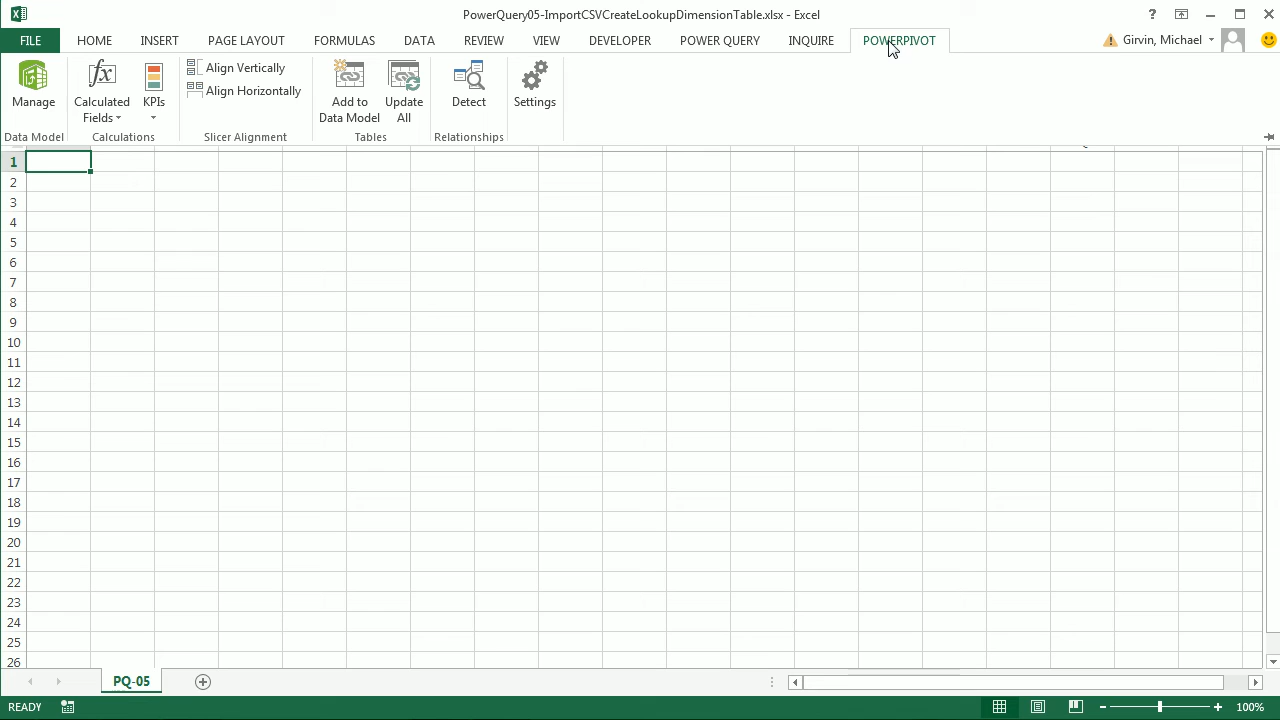 PowerQuery05-ImportCSVCreateLookupDimensionTable.xlsx - Excel
?
FILE HOME INSERT PAGE LAYOUT FORMULAS DATA REVIEW VIEW DEVELOPER POWER QUERY INQUIRE POWERPIVOT Girvin, Michael
Manage
Data Model
fx
Calculated
Fields
KPIs
Calculations
Align Vertically
Align Horizontally
Slicer Alignment
Add to
Data Model
Update
All
Tables
Detect
Relationships
Settings
1
2
3
4
5
6
7
8
9
10
11
12
13
14
15
16
17
18
19
20
21
22
23
24
25
26
PQ-05
READY
100%